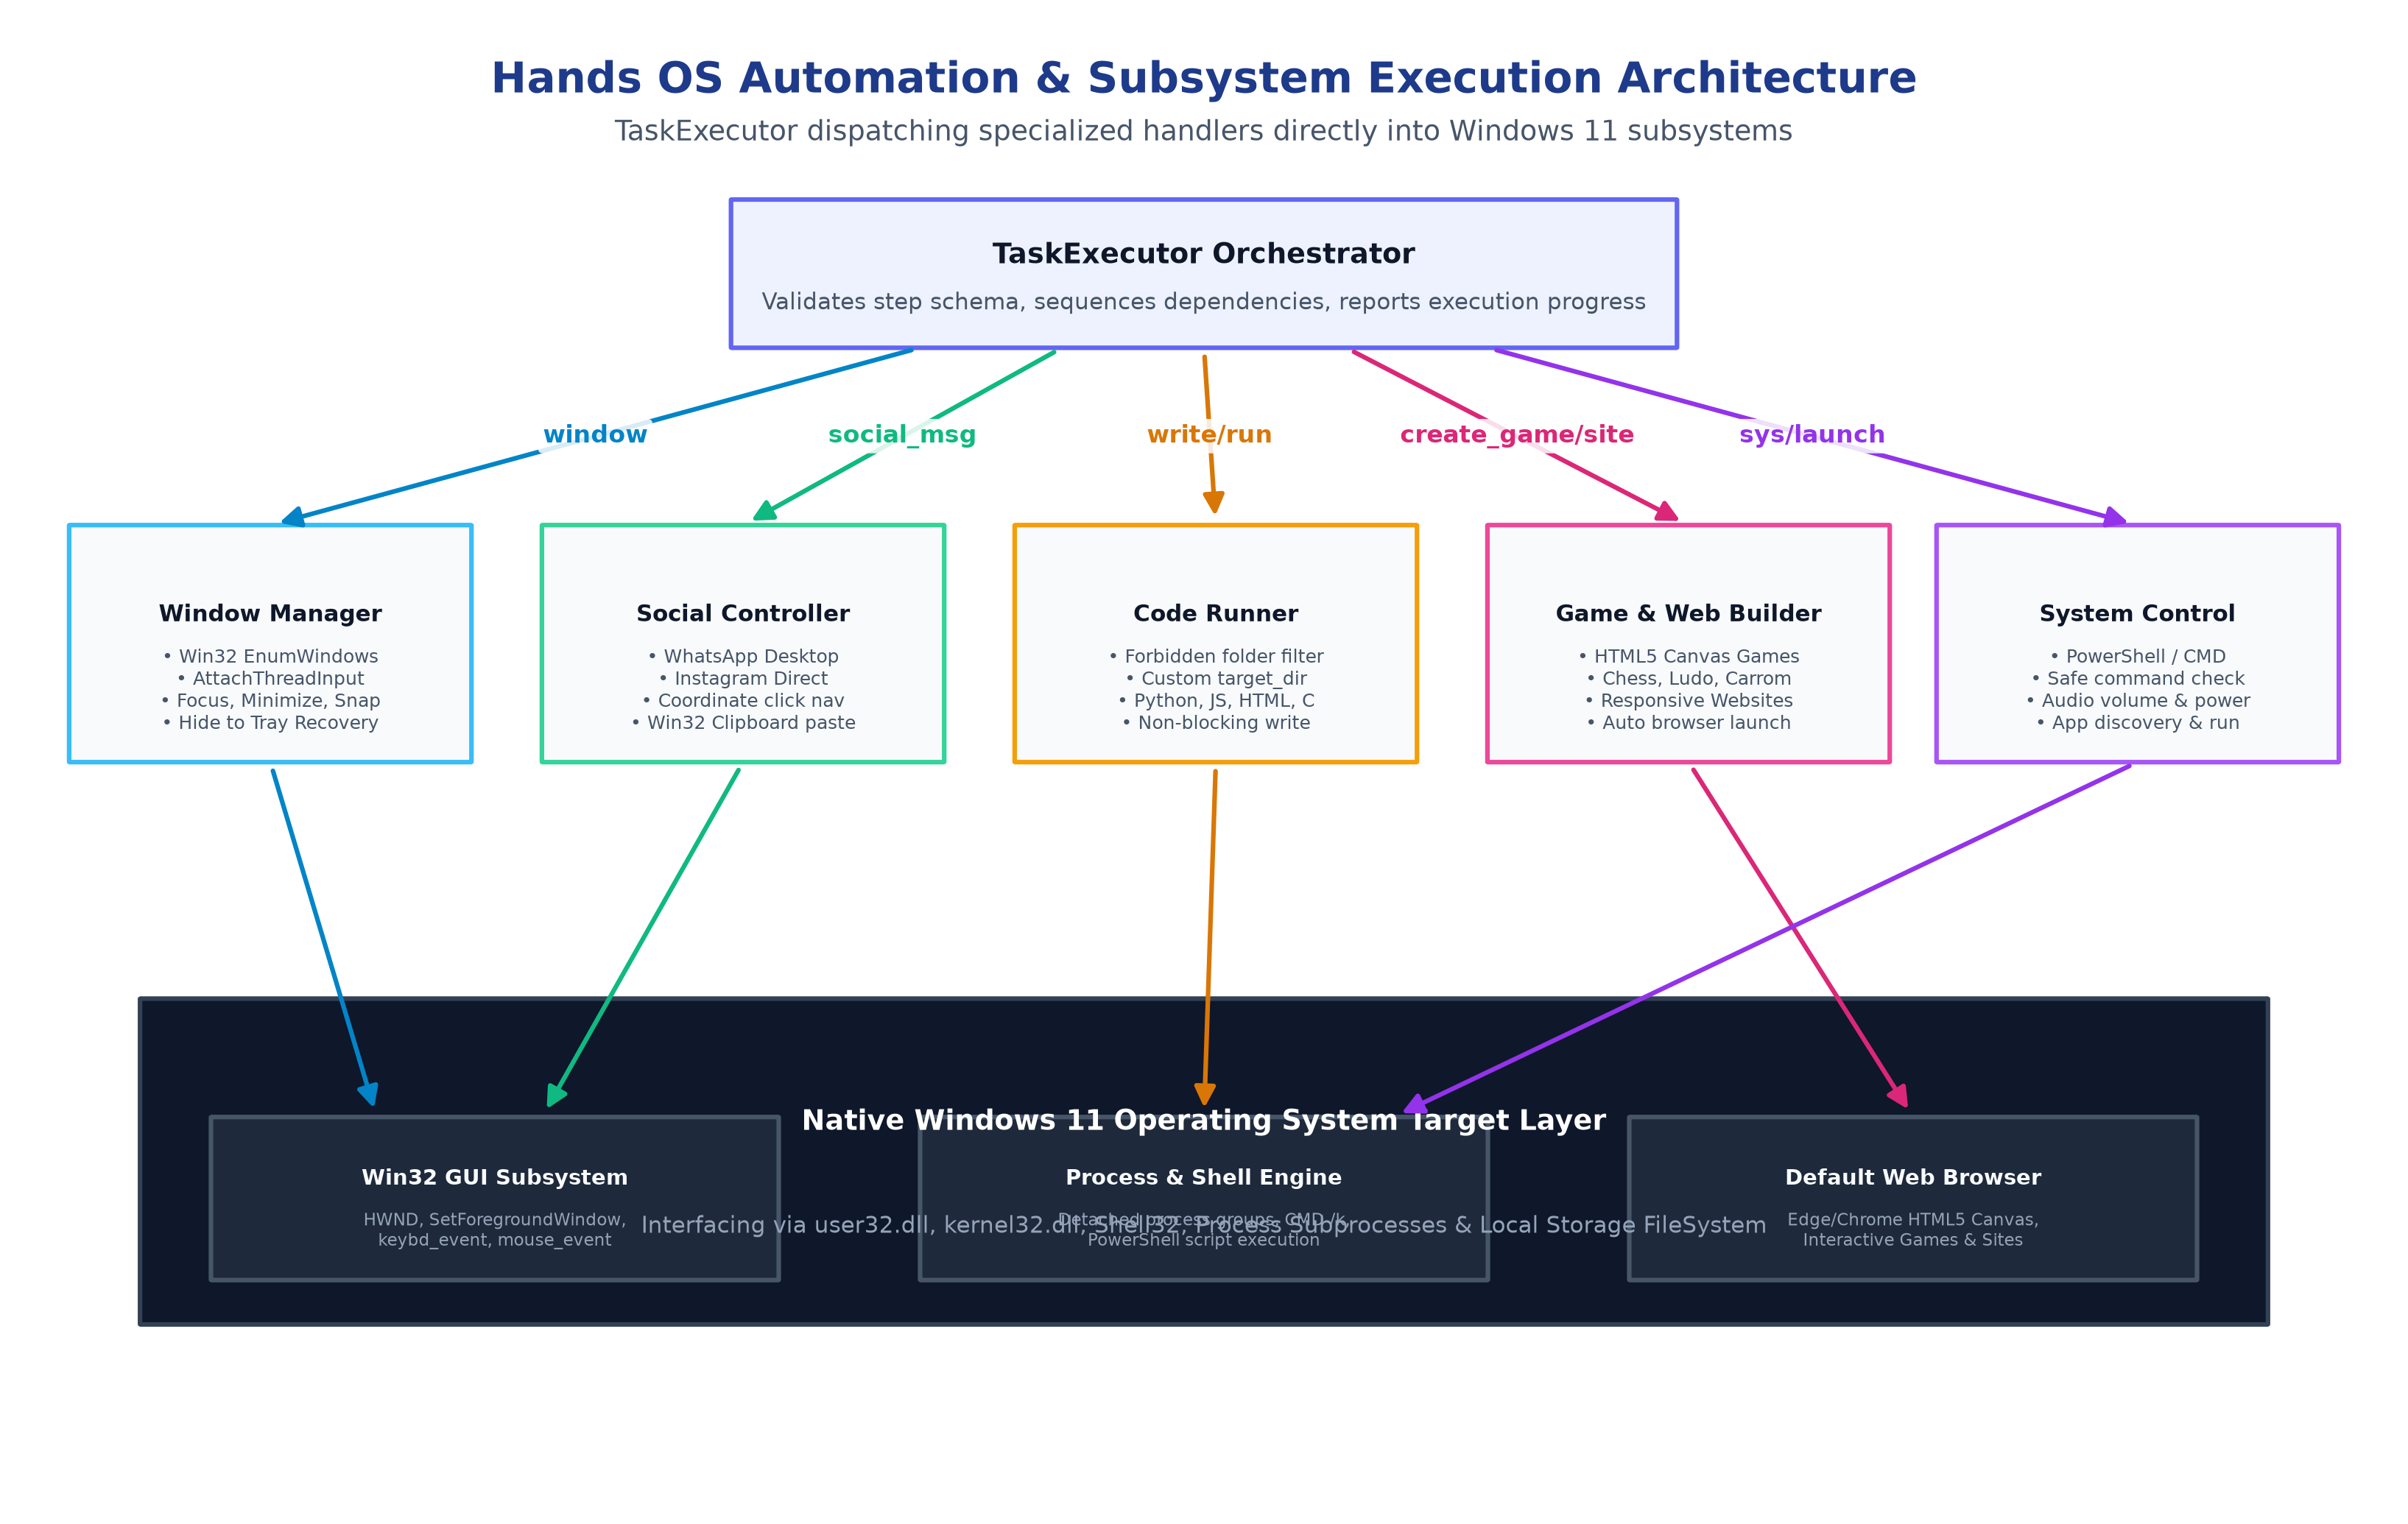 Hands OS Automation & Subsystem Execution Architecture
TaskExecutor dispatching specialized handlers directly into Windows 11 subsystems
TaskExecutor Orchestrator
Validates step schema, sequences dependencies, reports execution progress
window
social_msg
write/run
create_game/site
sys/launch
Window Manager
• Win32 EnumWindows
• AttachThreadInput
• Focus, Minimize, Snap
• Hide to Tray Recovery
Social Controller
• WhatsApp Desktop
• Instagram Direct
• Coordinate click nav
• Win32 Clipboard paste
Code Runner
• Forbidden folder filter
• Custom target_dir
• Python, JS, HTML, C
• Non-blocking write
Game & Web Builder
• HTML5 Canvas Games
• Chess, Ludo, Carrom
• Responsive Websites
• Auto browser launch
System Control
• PowerShell / CMD
• Safe command check
• Audio volume & power
• App discovery & run
Native Windows 11 Operating System Target Layer
Interfacing via user32.dll, kernel32.dll, Shell32, Process Subprocesses & Local Storage FileSystem
Win32 GUI Subsystem
HWND, SetForegroundWindow,
keybd_event, mouse_event
Process & Shell Engine
Detached process groups, CMD /k,
PowerShell script execution
Default Web Browser
Edge/Chrome HTML5 Canvas,
Interactive Games & Sites